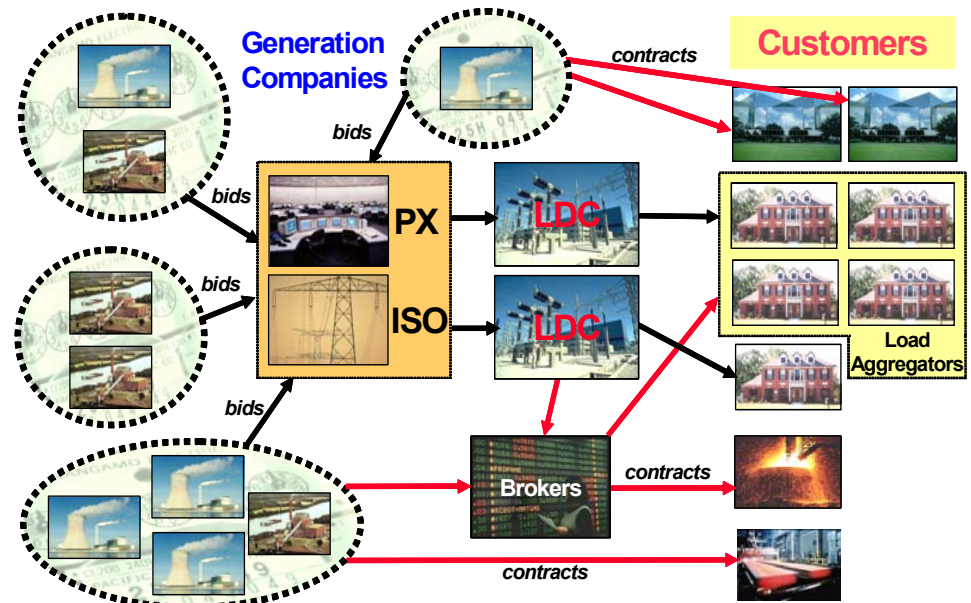 Generation
Companies
contracts
Customers
bids
bids
PX
LDC
bids
ISO
LDC
Load
Aggregators
bids
Brokers
contracts
contracts